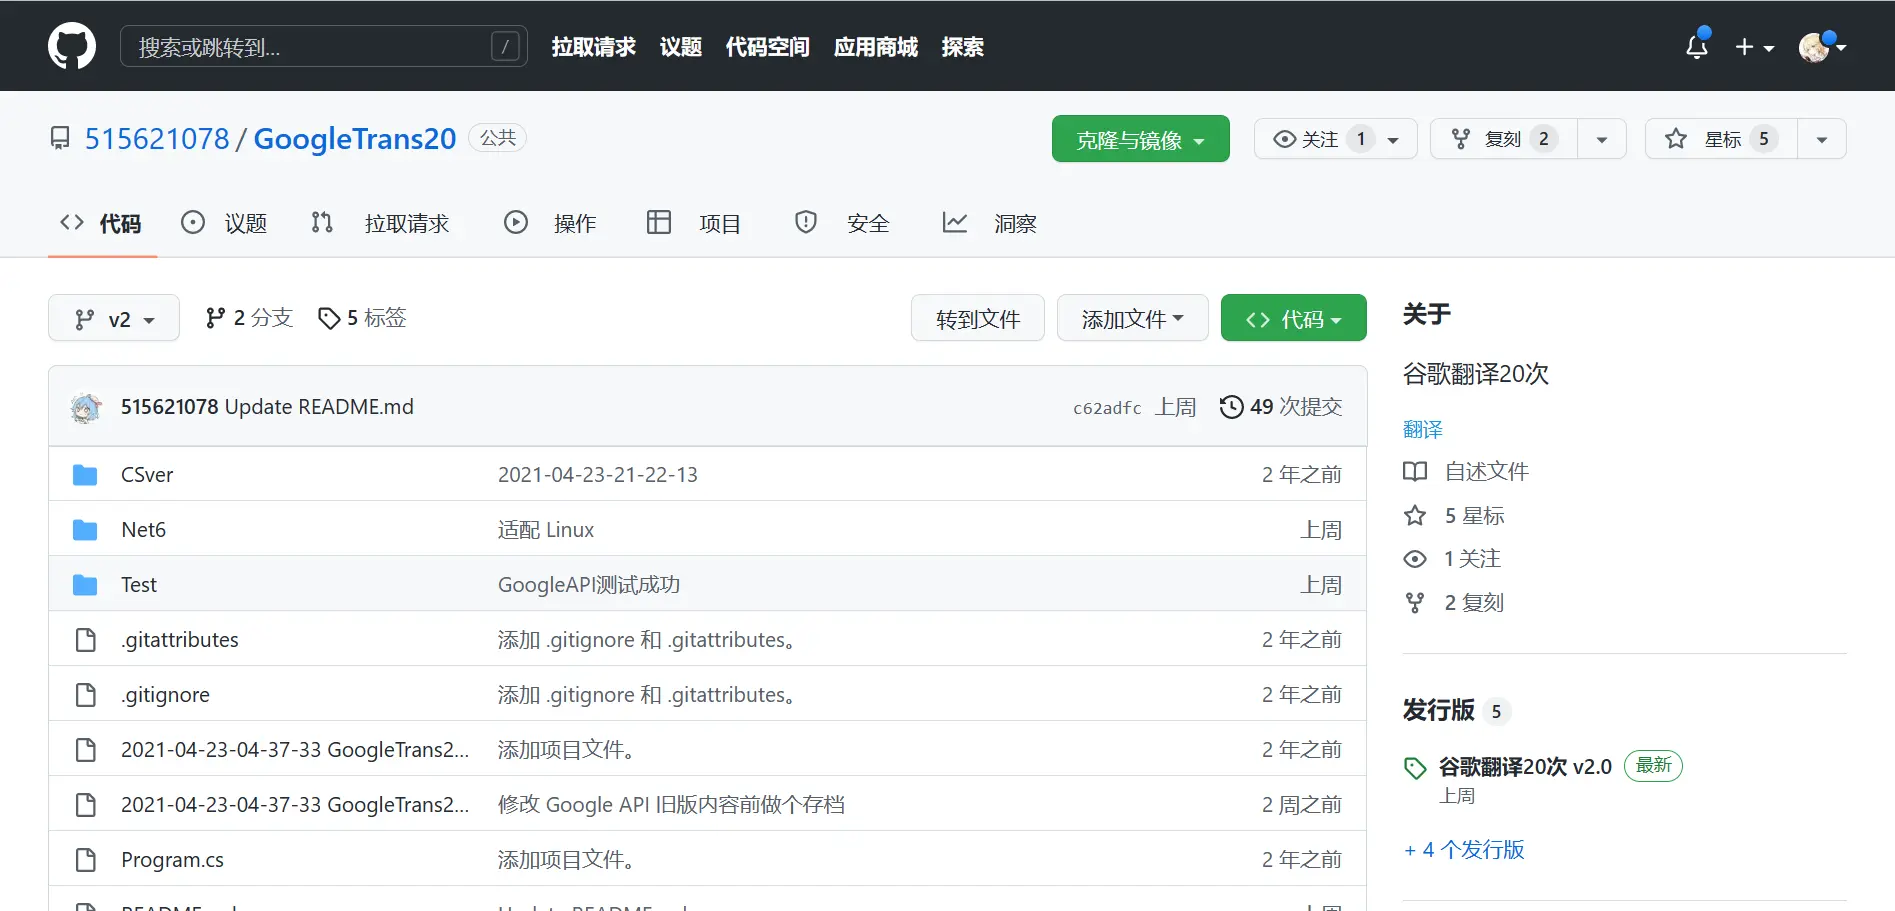 搜索或跳转到... / 拉取请求 议题 代码空间 应用商城 探索
515621078 / GoogleTrans20 公共 克隆与镜像 关注 1 复刻 2 星标 5
代码 议题 拉取请求 操作 项目 安全 洞察
v2 2 分支 5 标签 转到文件 添加文件 代码
515621078 Update README.md c62adfc 上周 49 次提交
CSver 2021-04-23-21-22-13 2 年之前
Net6 适配 Linux 上周
Test GoogleAPI测试成功 上周
.gitattributes 添加 .gitignore 和 .gitattributes。 2 年之前
.gitignore 添加 .gitignore 和 .gitattributes。 2 年之前
2021-04-23-04-37-33 GoogleTrans2... 添加项目文件。 2 年之前
2021-04-23-04-37-33 GoogleTrans2... 修改 Google API 旧版内容前做个存档 2 周之前
Program.cs 添加项目文件。 2 年之前
README.md Update README.md 上周
关于
谷歌翻译20次
翻译
自述文件
5 星标
1 关注
2 复刻
发行版 5
谷歌翻译20次 v2.0 最新
上周
+ 4 个发行版